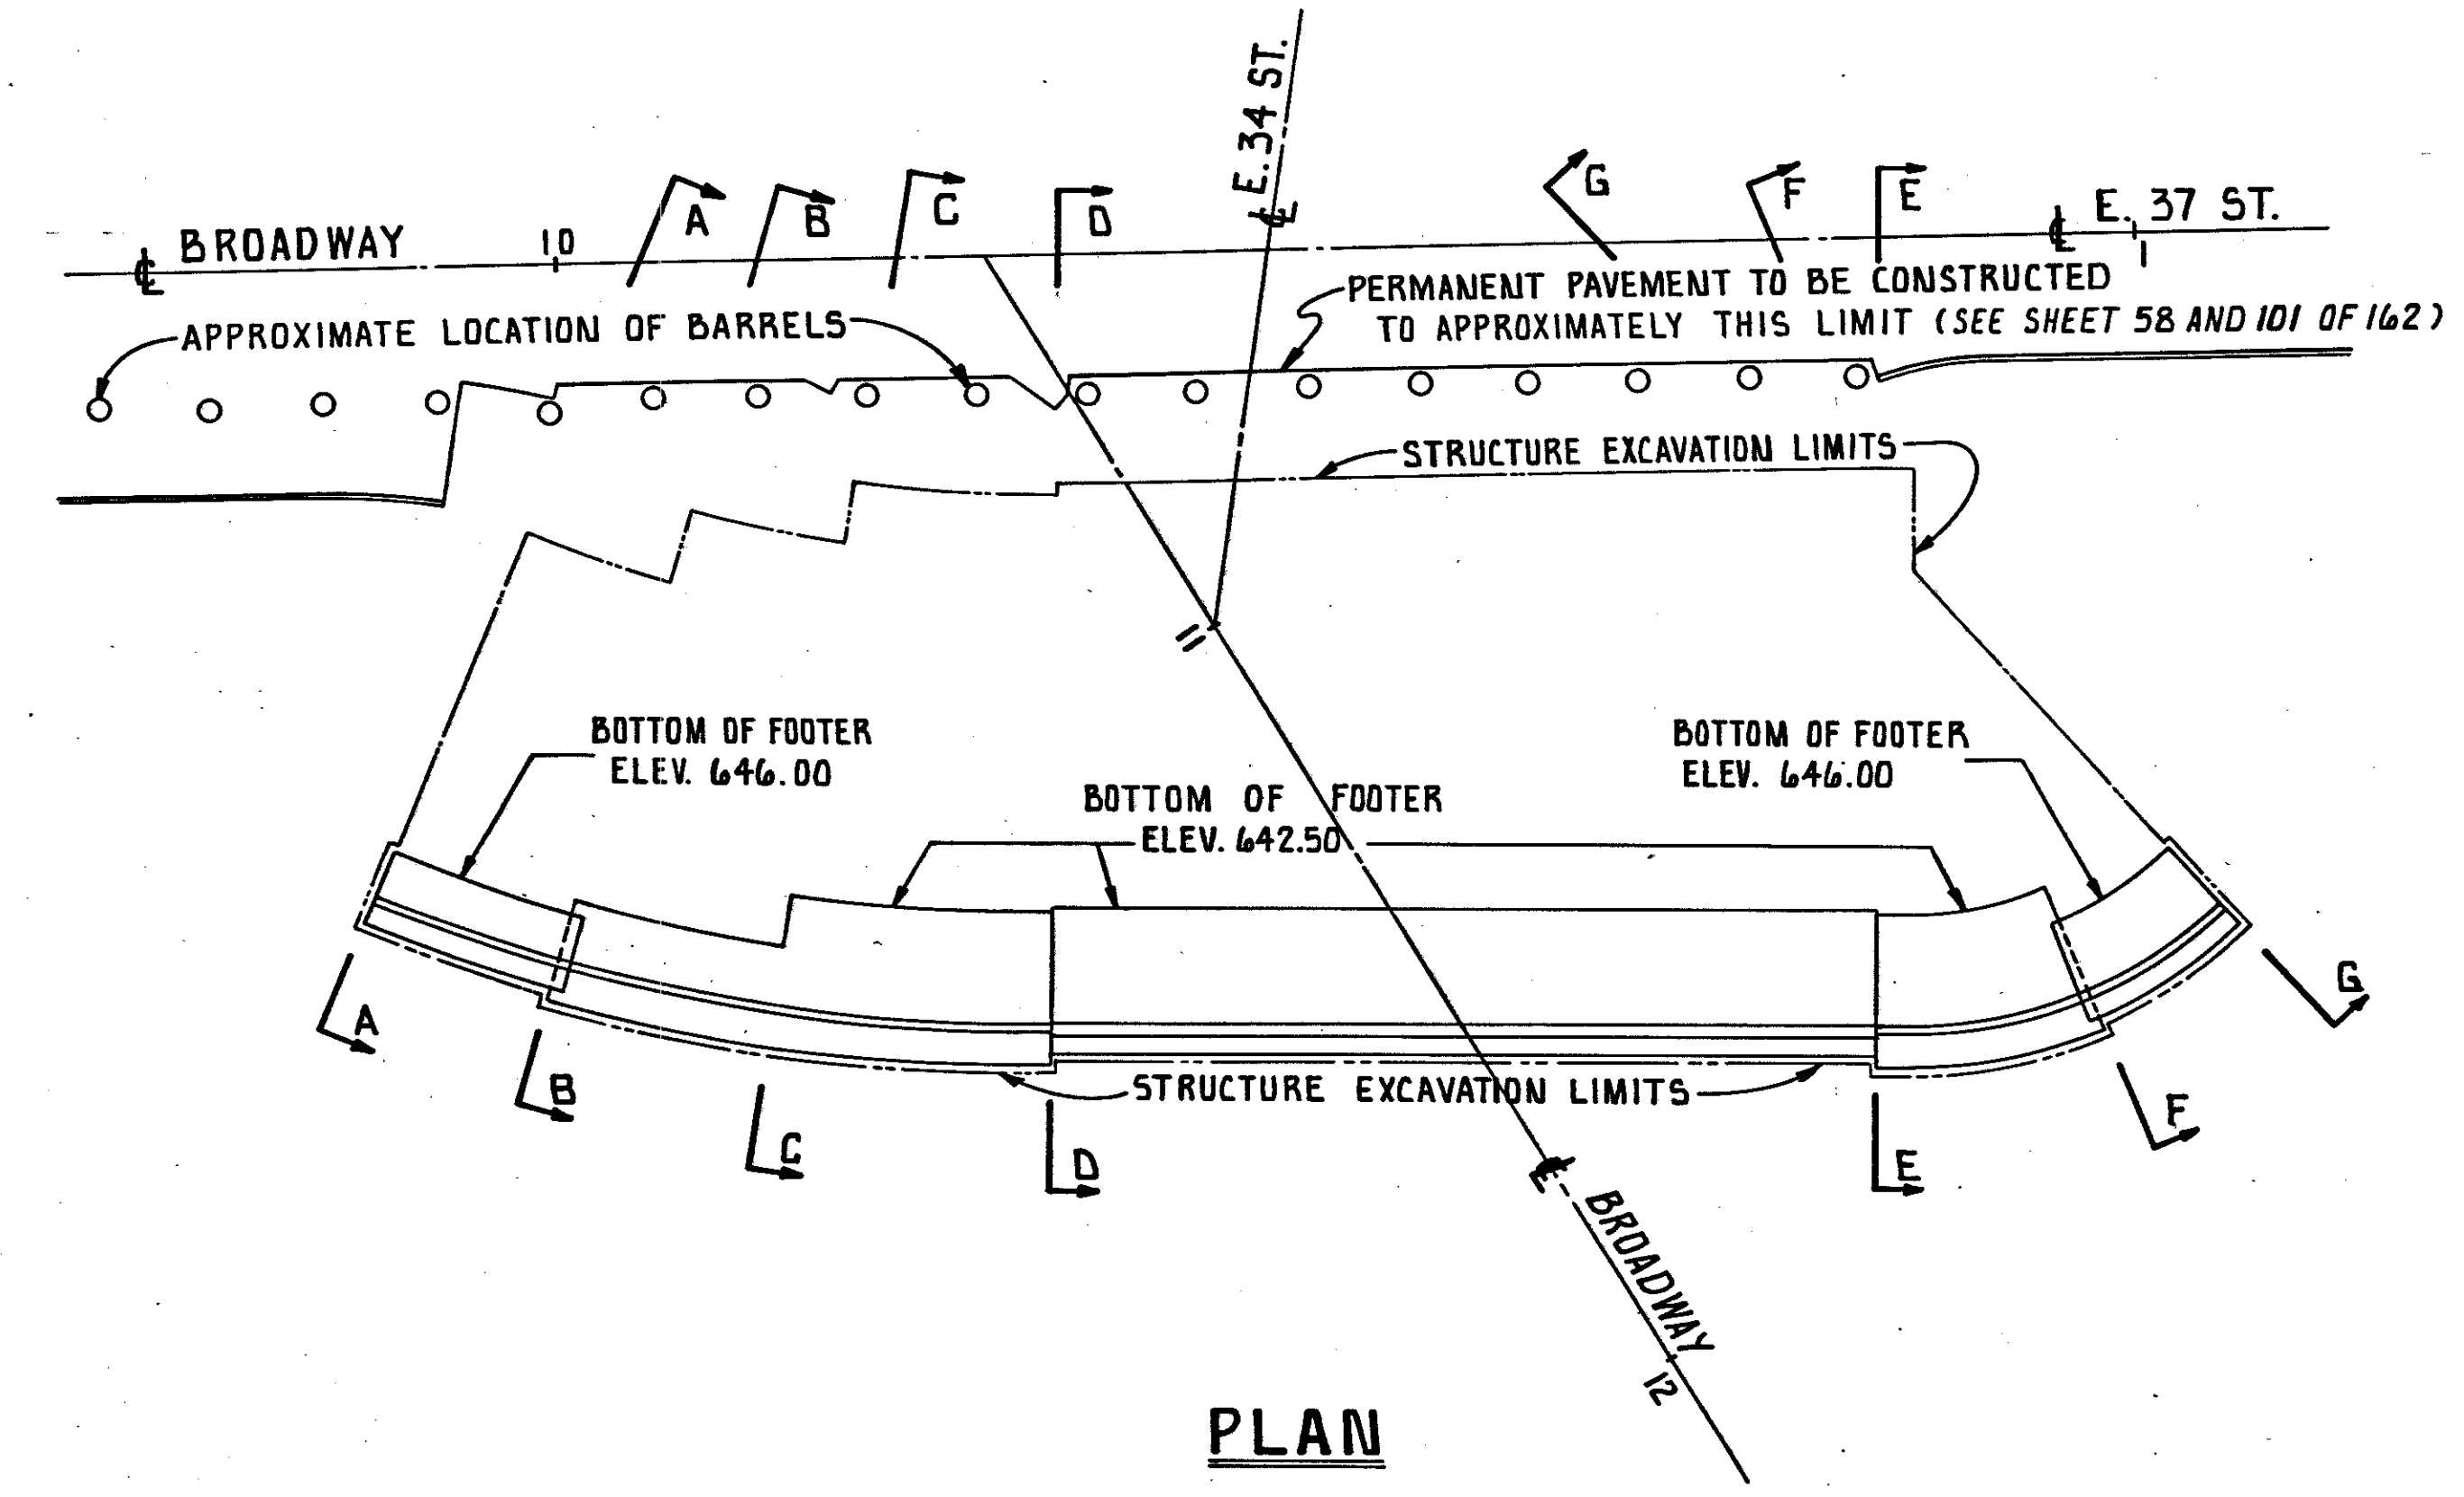 E. 34 ST.
℄
A
B
C
D
G
F
E
℄ BROADWAY
10
℄ E. 37 ST.
1
PERMANENT PAVEMENT TO BE CONSTRUCTED
TO APPROXIMATELY THIS LIMIT (SEE SHEET 58 AND 101 OF 162)
APPROXIMATE LOCATION OF BARRELS
STRUCTURE EXCAVATION LIMITS
11
BOTTOM OF FOOTER
ELEV. 646.00
BOTTOM OF FOOTER
ELEV. 642.50
BOTTOM OF FOOTER
ELEV. 646.00
STRUCTURE EXCAVATION LIMITS
A
B
C
D
E
F
G
℄ BROADWAY
12
PLAN